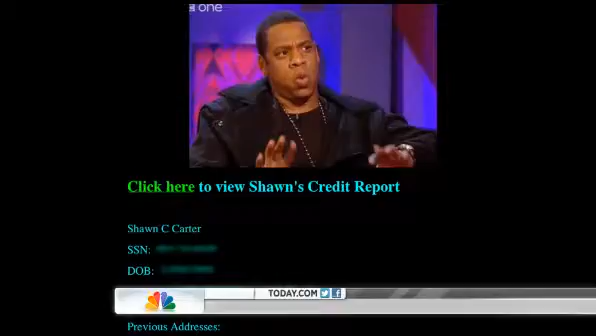 one
Click here to view Shawn's Credit Report
Shawn C Carter
SSN:
DOB:
TODAY.COM
Previous Addresses: